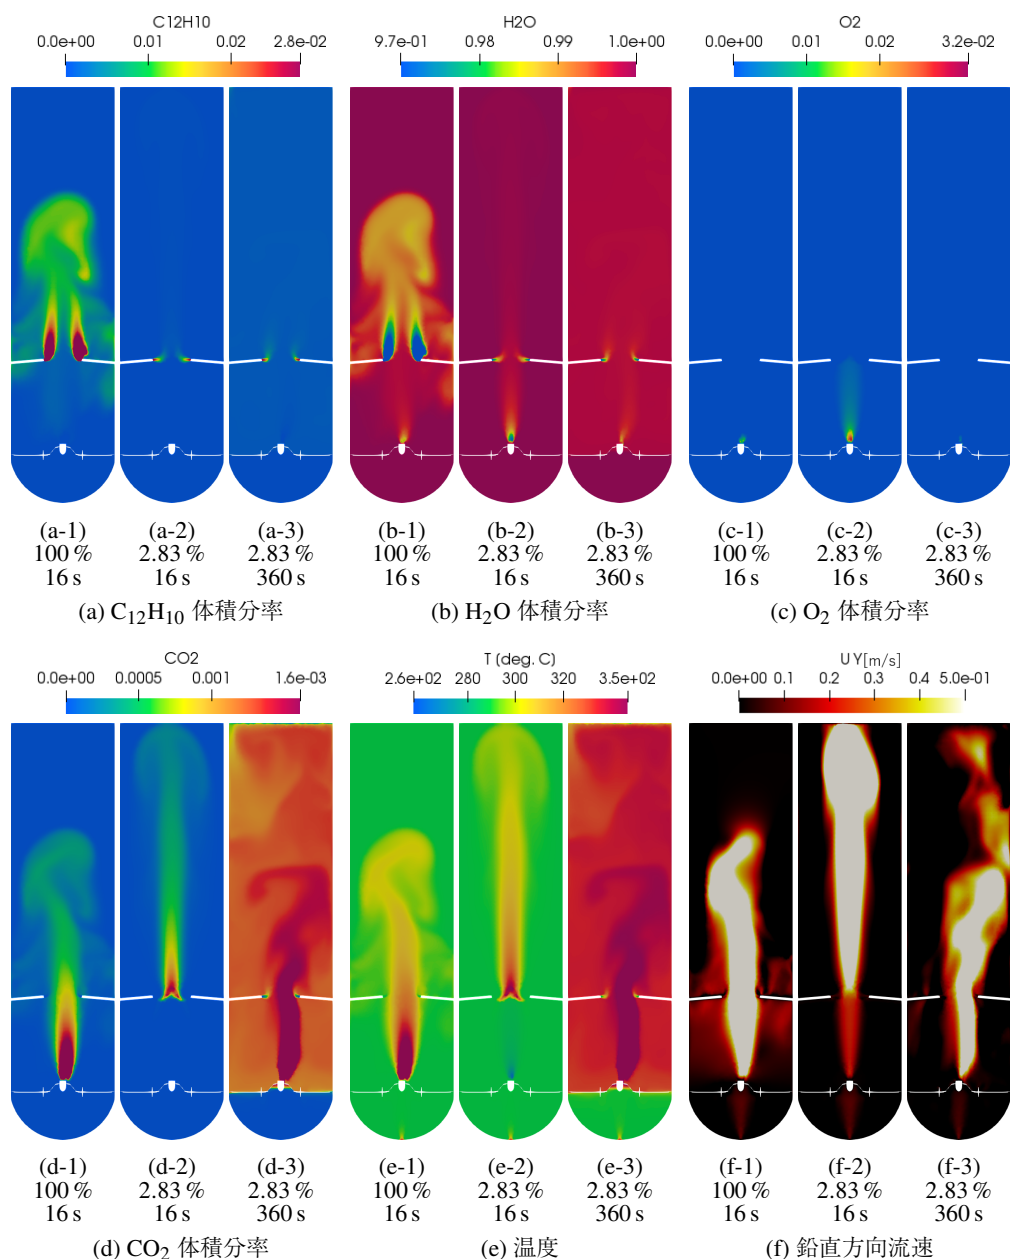 C12H10 H2O O2
0.0e+00 0.01 0.02 2.8e-02 9.7e-01 0.98 0.99 1.0e+00 0.0e+00 0.01 0.02 3.2e-02
(a-1) (a-2) (a-3) (b-1) (b-2) (b-3) (c-1) (c-2) (c-3)
100 % 2.83 % 2.83 % 100 % 2.83 % 2.83 % 100 % 2.83 % 2.83 %
16 s 16 s 360 s 16 s 16 s 360 s 16 s 16 s 360 s
(a) C₁₂H₁₀ 体積分率 (b) H₂O 体積分率 (c) O₂ 体積分率
CO2 T (deg. C) U Y[m/s]
0.0e+00 0.0005 0.001 1.6e-03 2.6e+02 280 300 320 3.5e+02 0.0e+00 0.1 0.2 0.3 0.4 5.0e-01
(d-1) (d-2) (d-3) (e-1) (e-2) (e-3) (f-1) (f-2) (f-3)
100 % 2.83 % 2.83 % 100 % 2.83 % 2.83 % 100 % 2.83 % 2.83 %
16 s 16 s 360 s 16 s 16 s 360 s 16 s 16 s 360 s
(d) CO₂ 体積分率 (e) 温度 (f) 鉛直方向流速